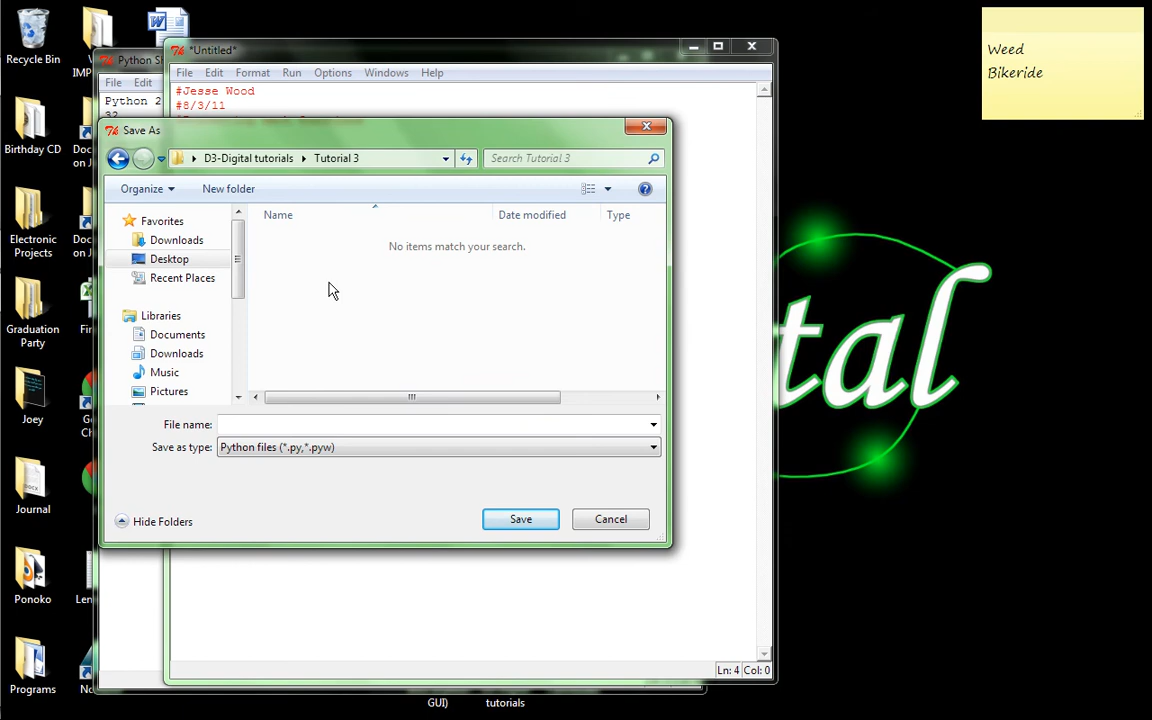 Recycle Bin
Birthday CD
Electronic
Projects
Graduation
Party
Joey
Journal
Ponoko
Programs
Python Sh
File Edit
Python 2
32
*Untitled*
File Edit Format Run Options Windows Help
#Jesse Wood
#8/3/11
Save As
D3-Digital tutorials Tutorial 3
Search Tutorial 3
Organize New folder
Favorites
Downloads
Desktop
Recent Places
Libraries
Documents
Downloads
Music
Pictures
Name Date modified Type
No items match your search.
File name:
Save as type: Python files (*.py,*.pyw)
Hide Folders Save Cancel
Ln: 4 Col: 0
GUI) tutorials
tal
Weed
Bikeride